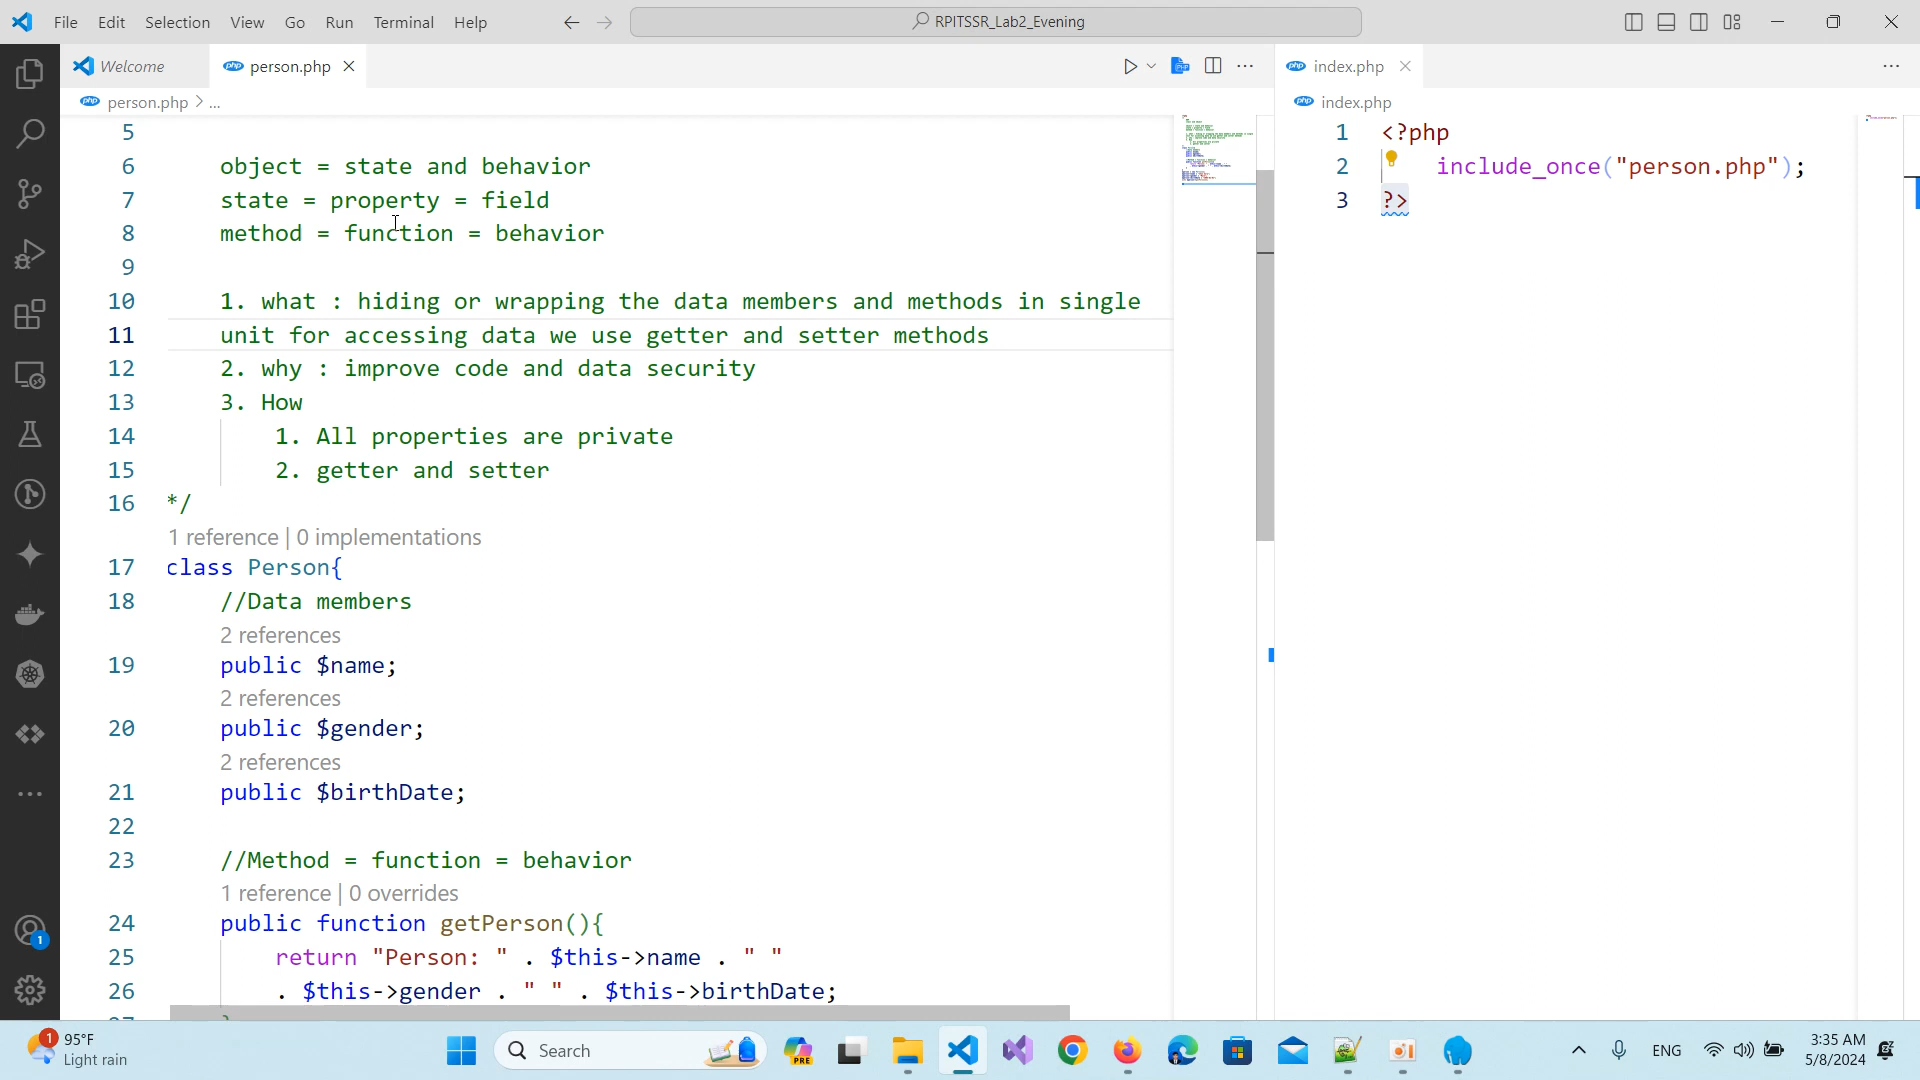 File Edit Selection View Go Run Terminal Help
RPITSSR_Lab2_Evening
Welcome
person.php
index.php
person.php > ...
index.php
5
6 object = state and behavior
7 state = property = field
8 method = function = behavior
9
10 1. what : hiding or wrapping the data members and methods in single
11 unit for accessing data we use getter and setter methods
12 2. why : improve code and data security
13 3. How
14 1. All properties are private
15 2. getter and setter
16 */
1 reference | 0 implementations
17 class Person{
18 //Data members
2 references
19 public $name;
2 references
20 public $gender;
2 references
21 public $birthDate;
22
23 //Method = function = behavior
1 reference | 0 overrides
24 public function getPerson(){
25 return "Person: " . $this->name . " "
26 . $this->gender . " " . $this->birthDate;
1 <?php
2 include_once("person.php");
3 ?>
1
1
95°F
Light rain
Search
PRE
ENG
3:35 AM
5/8/2024